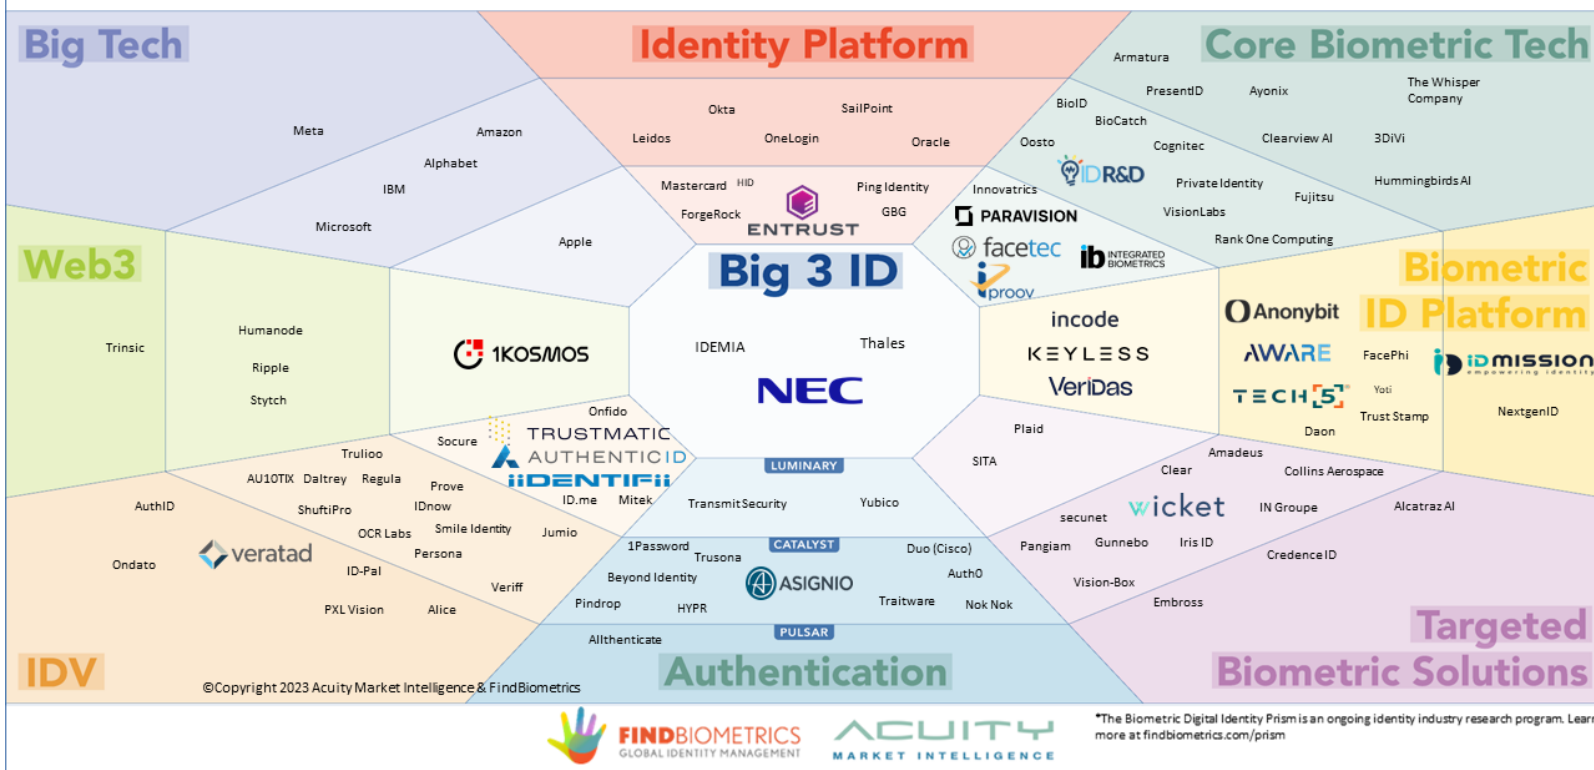 Big Tech
Meta
Amazon
Alphabet
IBM
Microsoft
Apple
Identity Platform
Okta
SailPoint
Leidos
OneLogin
Oracle
Mastercard
HID
Ping Identity
ForgeRock
GBG
ENTRUST
Core Biometric Tech
Armatura
PresentID
Ayonix
The Whisper
Company
BioID
BioCatch
Clearview AI
3DiVi
Oosto
Cognitec
IDR&D
Private Identity
Hummingbirds AI
Fujitsu
VisionLabs
Rank One Computing
Innovatrics
PARAVISION
facetec
ib INTEGRATED
BIOMETRICS
iproov
Web3
Trinsic
Humanode
Ripple
Stytch
1KOSMOS
Big 3 ID
IDEMIA
Thales
NEC
Biometric
ID Platform
incode
KEYLESS
VeriDas
Anonybit
AWARE
FacePhi
iDMISSION
empowering identity
TECH5
Yoti
Trust Stamp
Daon
NextgenID
IDV
Onfido
Socure
TRUSTMATIC
AUTHENTICID
iiDENTIFii
ID.me
Mitek
Trulioo
AU10TIX
Daltrey
Regula
Prove
ShuftiPro
IDnow
OCR Labs
Smile Identity
Jumio
Persona
Veriff
AuthID
veratad
Ondato
ID-Pal
PXL Vision
Alice
LUMINARY
Transmit Security
Yubico
CATALYST
1Password
Trusona
Duo (Cisco)
Beyond Identity
ASIGNIO
Auth0
Pindrop
HYPR
Traitware
Nok Nok
PULSAR
Allthenticate
Authentication
Plaid
SITA
Amadeus
Clear
Collins Aerospace
wicket
IN Groupe
secunet
Pangiam
Gunnebo
Iris ID
Vision-Box
Alcatraz AI
Credence ID
Embross
Targeted
Biometric Solutions
©Copyright 2023 Acuity Market Intelligence & FindBiometrics
FINDBIOMETRICS
GLOBAL IDENTITY MANAGEMENT
ACUITY
MARKET INTELLIGENCE
*The Biometric Digital Identity Prism is an ongoing identity industry research program. Learn
more at findbiometrics.com/prism